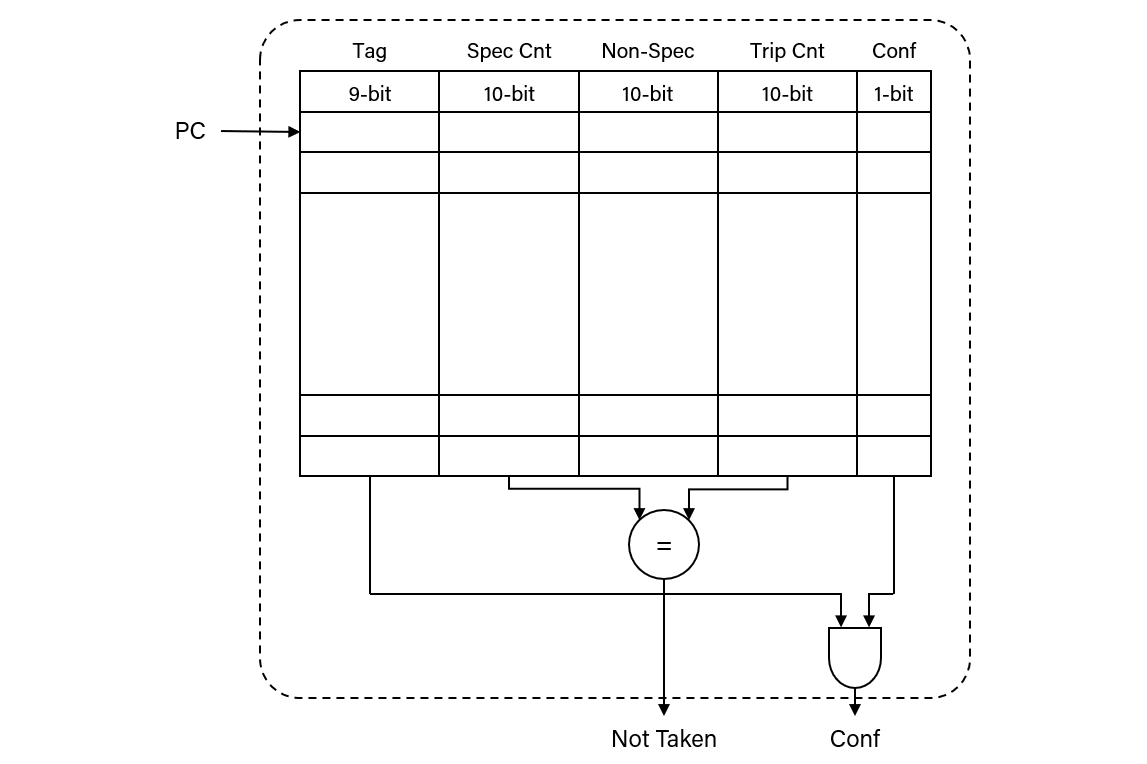 Tag Spec Cnt Non-Spec Trip Cnt Conf
9-bit 10-bit 10-bit 10-bit 1-bit
PC
=
Not Taken Conf